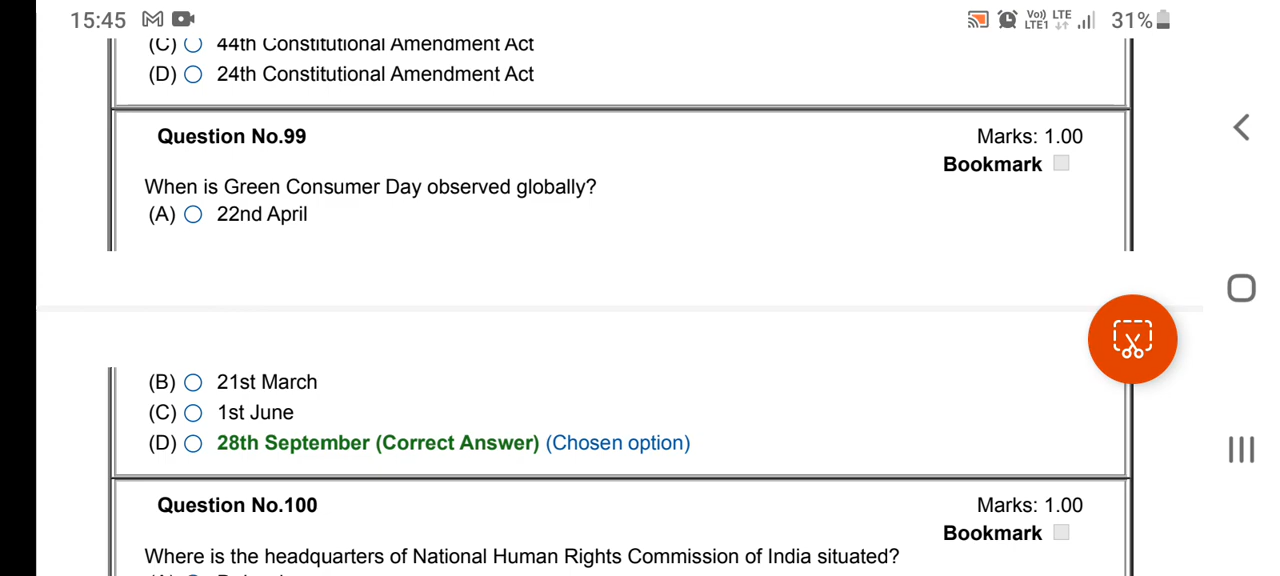 15:45
Vo)) LTE
LTE1
31%
(C) 44th Constitutional Amendment Act
(D) 24th Constitutional Amendment Act
Question No.99 Marks: 1.00
Bookmark
When is Green Consumer Day observed globally?
(A) 22nd April
(B) 21st March
(C) 1st June
(D) 28th September (Correct Answer) (Chosen option)
Question No.100 Marks: 1.00
Bookmark
Where is the headquarters of National Human Rights Commission of India situated?